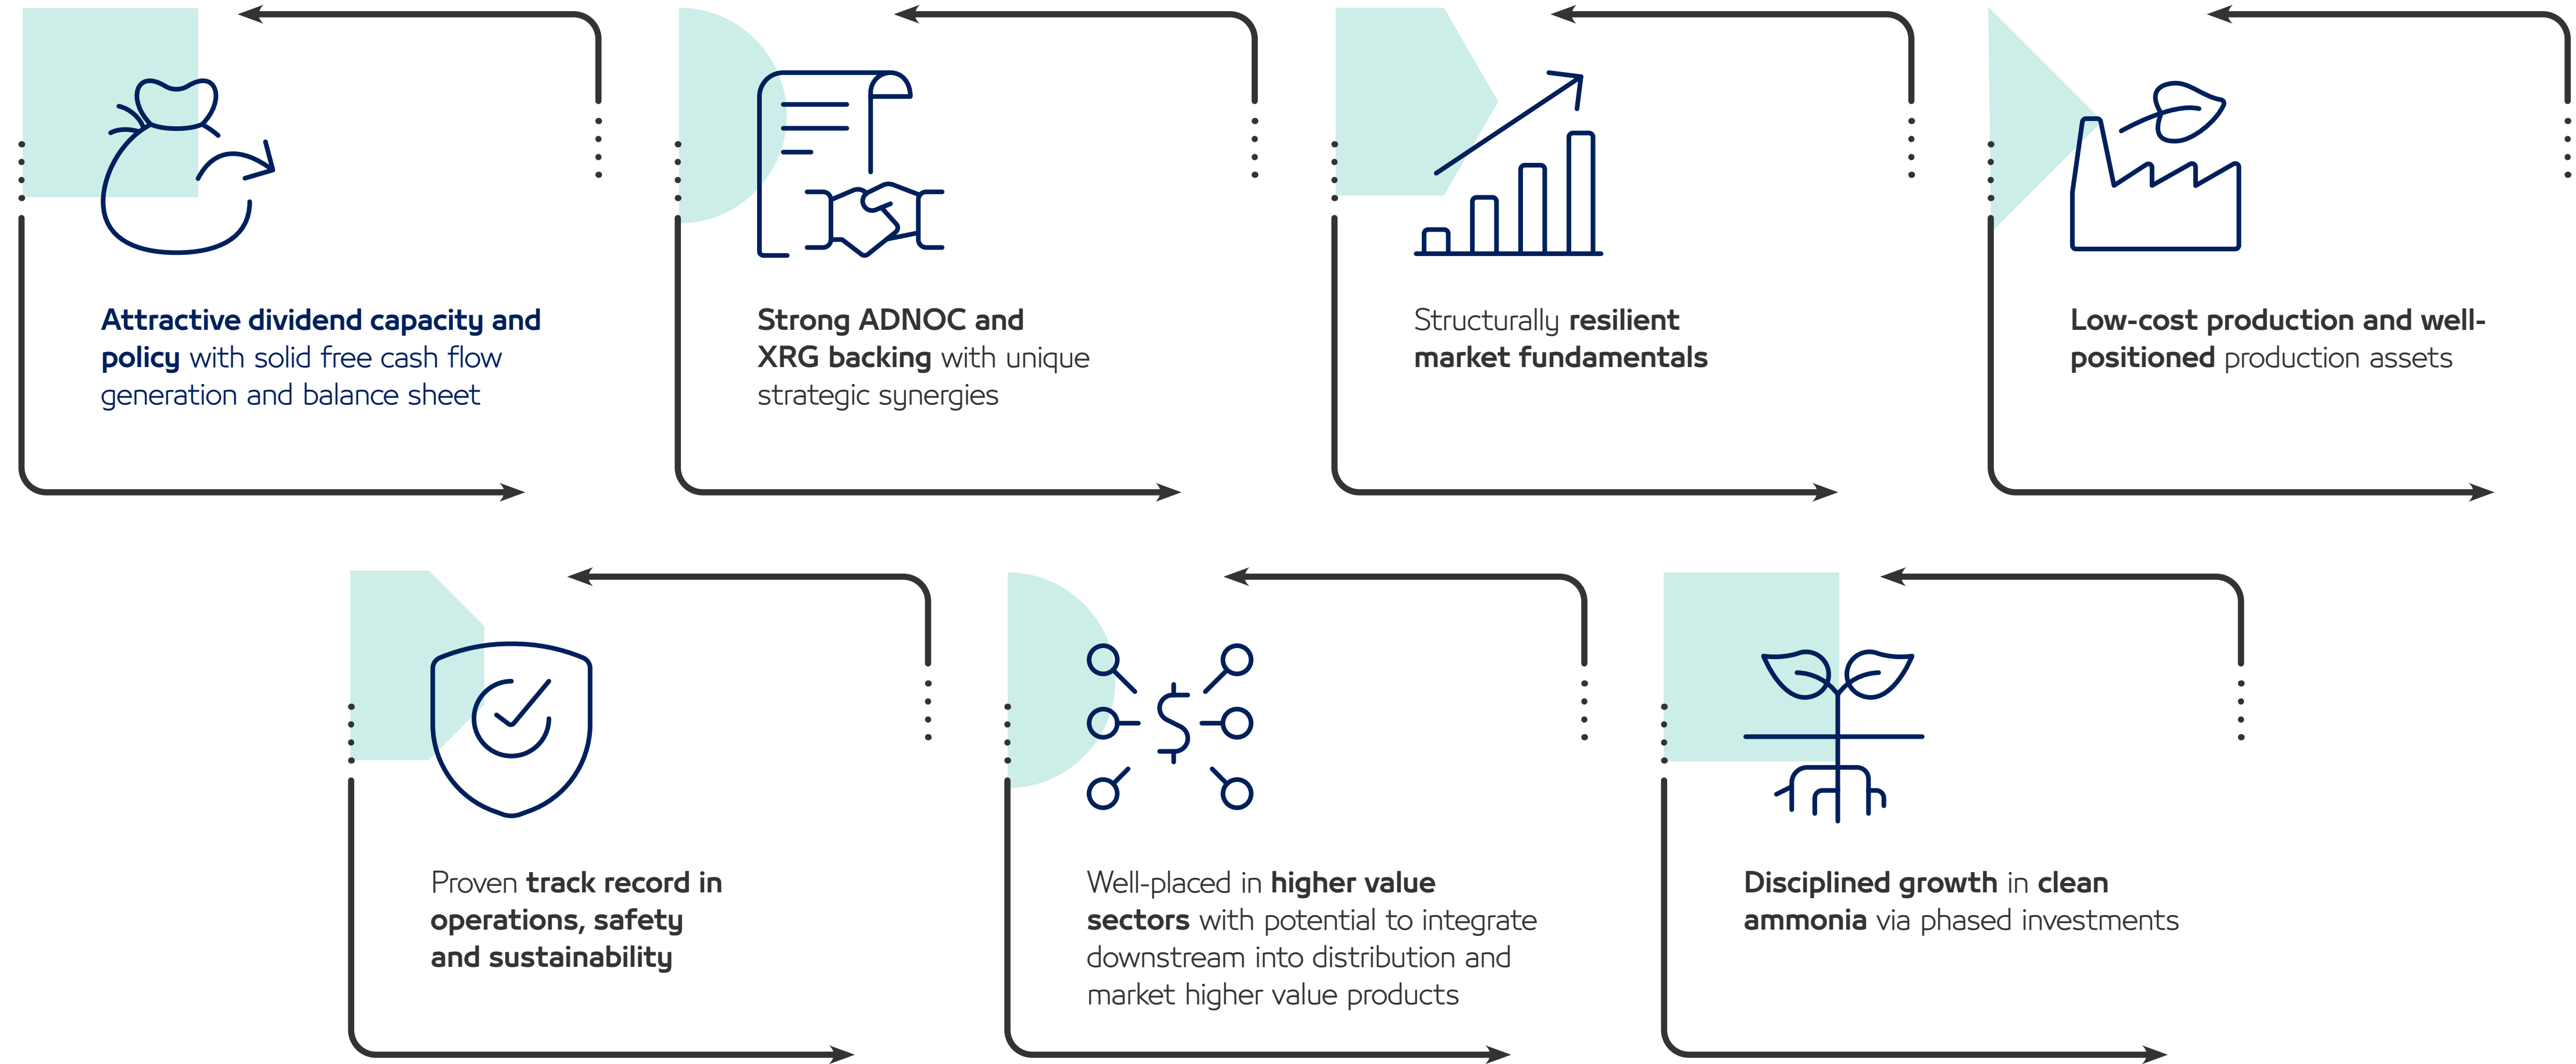 Attractive dividend capacity and
policy with solid free cash flow
generation and balance sheet
Strong ADNOC and
XRG backing with unique
strategic synergies
Structurally resilient
market fundamentals
Low-cost production and well-
positioned production assets
Proven track record in
operations, safety
and sustainability
Well-placed in higher value
sectors with potential to integrate
downstream into distribution and
market higher value products
Disciplined growth in clean
ammonia via phased investments